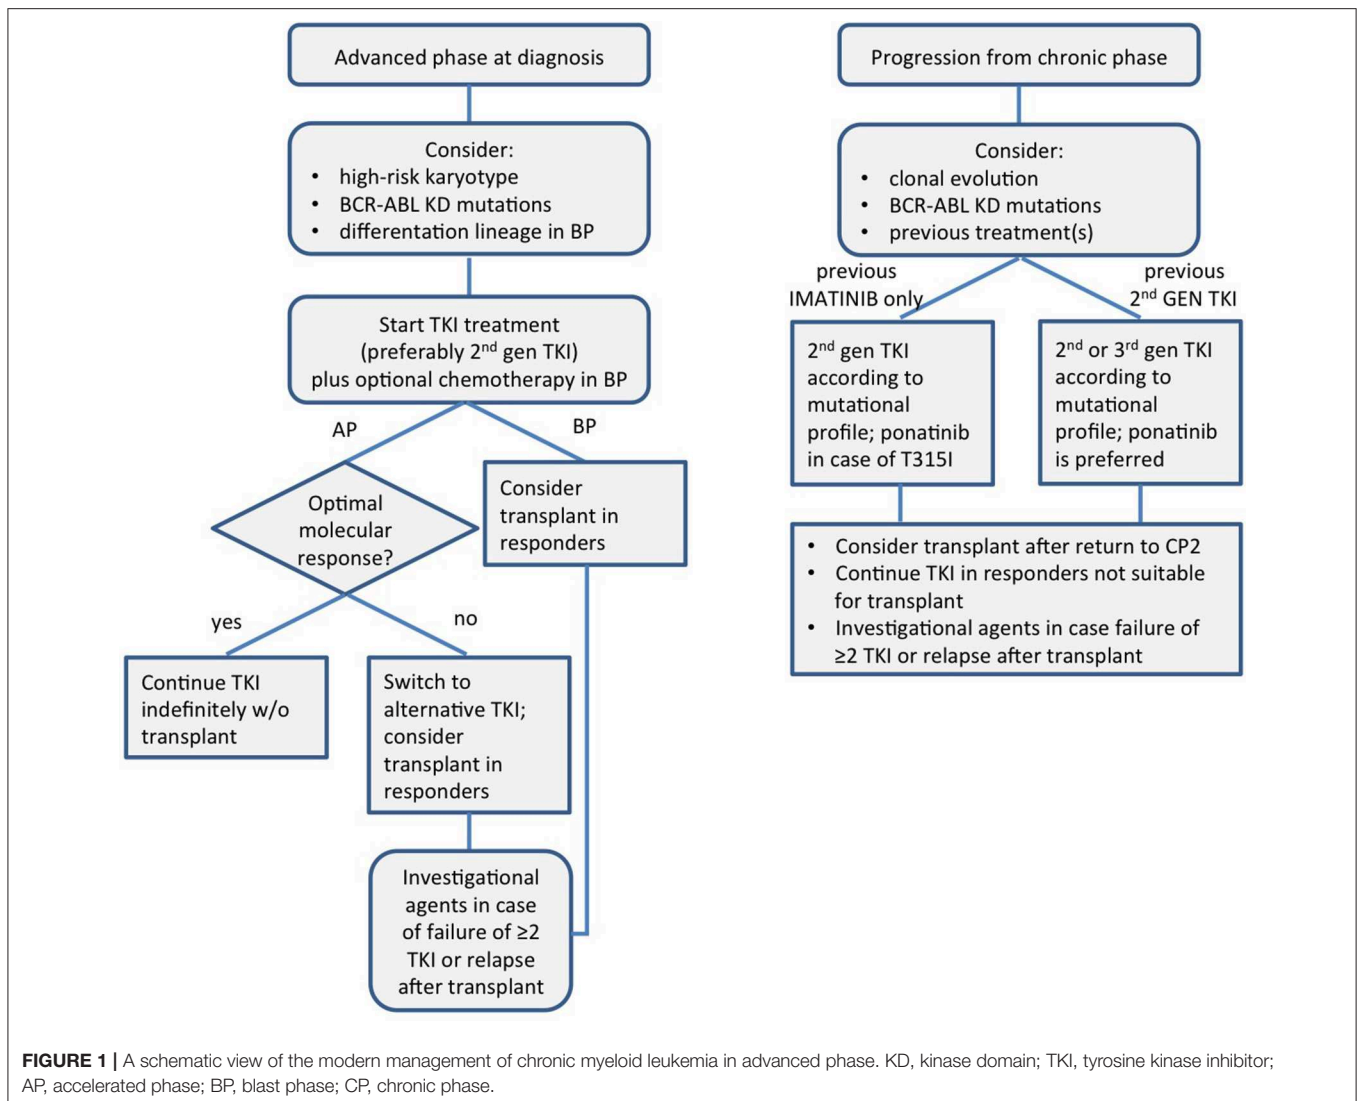 Advanced phase at diagnosis
Consider:
• high-risk karyotype
• BCR-ABL KD mutations
• differentation lineage in BP
Start TKI treatment
(preferably 2nd gen TKI)
plus optional chemotherapy in BP
AP
BP
Optimal
molecular
response?
Consider
transplant in
responders
yes
no
Continue TKI
indefinitely w/o
transplant
Switch to
alternative TKI;
consider
transplant in
responders
Investigational
agents in case
of failure of ≥2
TKI or relapse
after transplant
Progression from chronic phase
Consider:
• clonal evolution
• BCR-ABL KD mutations
• previous treatment(s)
previous
IMATINIB only
previous
2nd GEN TKI
2nd gen TKI
according to
mutational
profile; ponatinib
in case of T315I
2nd or 3rd gen TKI
according to
mutational
profile; ponatinib
is preferred
• Consider transplant after return to CP2
• Continue TKI in responders not suitable
for transplant
• Investigational agents in case failure of
≥2 TKI or relapse after transplant
FIGURE 1 | A schematic view of the modern management of chronic myeloid leukemia in advanced phase. KD, kinase domain; TKI, tyrosine kinase inhibitor;
AP, accelerated phase; BP, blast phase; CP, chronic phase.